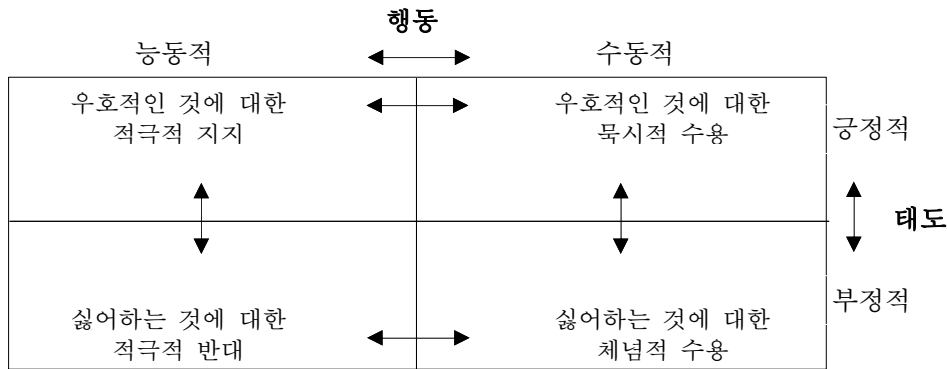 행동
능동적 수동적
우호적인 것에 대한 우호적인 것에 대한
적극적 지지 묵시적 수용
긍정적
태도
부정적
싫어하는 것에 대한 싫어하는 것에 대한
적극적 반대 체념적 수용